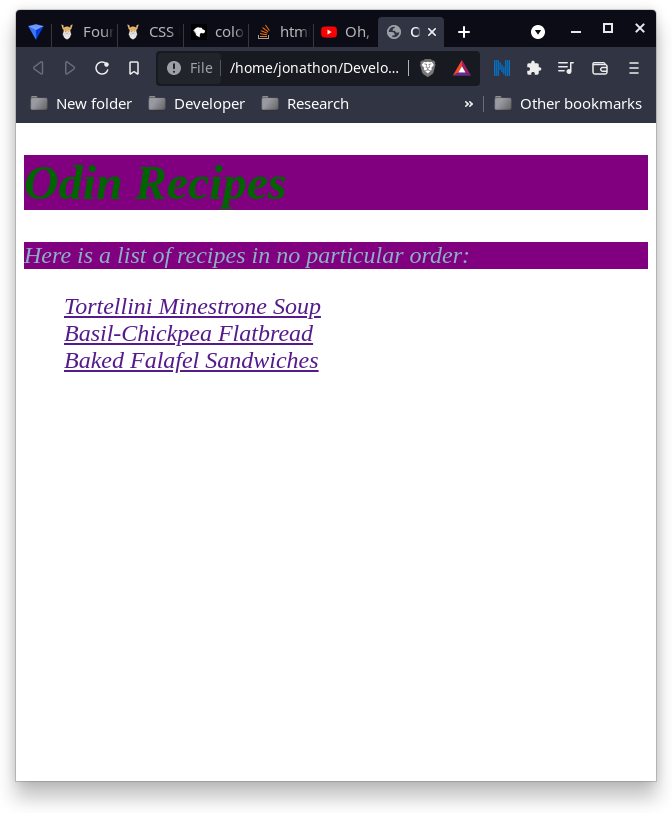 Four CSS colo htm Oh, O
File /home/jonathon/Develo...
New folder Developer Research » Other bookmarks
Odin Recipes
Here is a list of recipes in no particular order:
Tortellini Minestrone Soup
Basil-Chickpea Flatbread
Baked Falafel Sandwiches